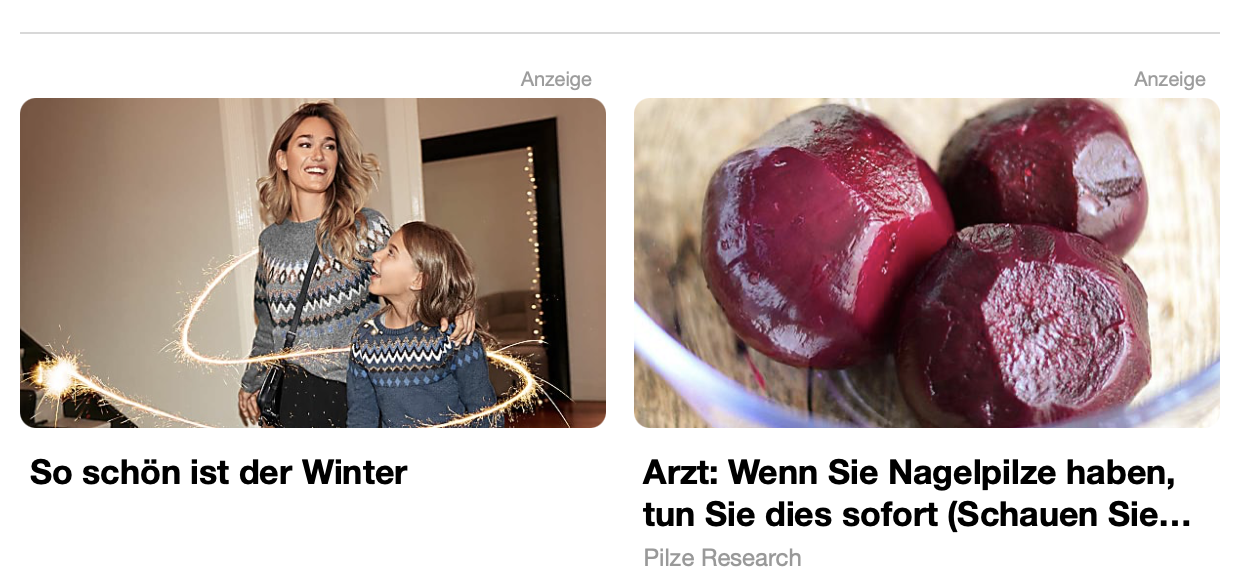 Anzeige
Anzeige
So schön ist der Winter
Arzt: Wenn Sie Nagelpilze haben,
tun Sie dies sofort (Schauen Sie...
Pilze Research